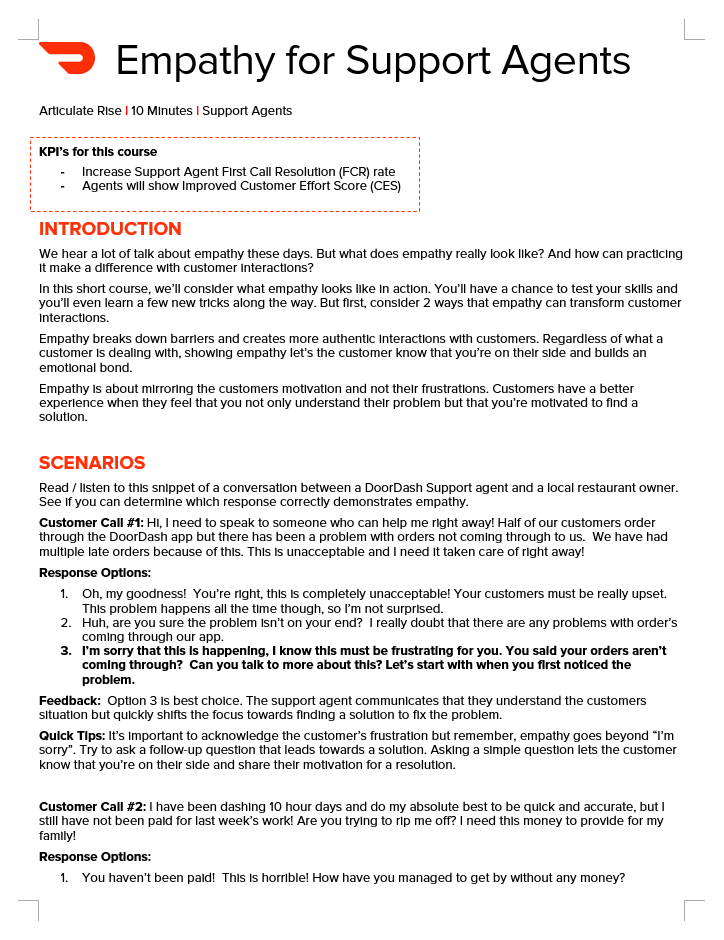 Empathy for Support Agents
Articulate Rise | 10 Minutes | Support Agents
KPI's for this course
- Increase Support Agent First Call Resolution (FCR) rate
- Agents will show Improved Customer Effort Score (CES)
INTRODUCTION
We hear a lot of talk about empathy these days. But what does empathy really look like? And how can practicing
it make a difference with customer interactions?
In this short course, we'll consider what empathy looks like in action. You'll have a chance to test your skills and
you'll even learn a few new tricks along the way. But first, consider 2 ways that empathy can transform customer
interactions.
Empathy breaks down barriers and creates more authentic interactions with customers. Regardless of what a
customer is dealing with, showing empathy let's the customer know that you're on their side and builds an
emotional bond.
Empathy is about mirroring the customers motivation and not their frustrations. Customers have a better
experience when they feel that you not only understand their problem but that you're motivated to find a
solution.
SCENARIOS
Read / listen to this snippet of a conversation between a DoorDash Support agent and a local restaurant owner.
See if you can determine which response correctly demonstrates empathy.
Customer Call #1: Hi, I need to speak to someone who can help me right away! Half of our customers order
through the DoorDash app but there has been a problem with orders not coming through to us.  We have had
multiple late orders because of this. This is unacceptable and I need it taken care of right away!
Response Options:
1. Oh, my goodness!  You're right, this is completely unacceptable! Your customers must be really upset.
This problem happens all the time though, so I'm not surprised.
2. Huh, are you sure the problem isn't on your end?  I really doubt that there are any problems with order's
coming through our app.
3. I'm sorry that this is happening, I know this must be frustrating for you. You said your orders aren't
coming through?  Can you talk to more about this? Let's start with when you first noticed the
problem.
Feedback:  Option 3 is best choice. The support agent communicates that they understand the customers
situation but quickly shifts the focus towards finding a solution to fix the problem.
Quick Tips: It's important to acknowledge the customer's frustration but remember, empathy goes beyond "I'm
sorry". Try to ask a follow-up question that leads towards a solution. Asking a simple question lets the customer
know that you're on their side and share their motivation for a resolution.
Customer Call #2: I have been dashing 10 hour days and do my absolute best to be quick and accurate, but I
still have not been paid for last week's work! Are you trying to rip me off? I need this money to provide for my
family!
Response Options:
1. You haven't been paid!  This is horrible! How have you managed to get by without any money?